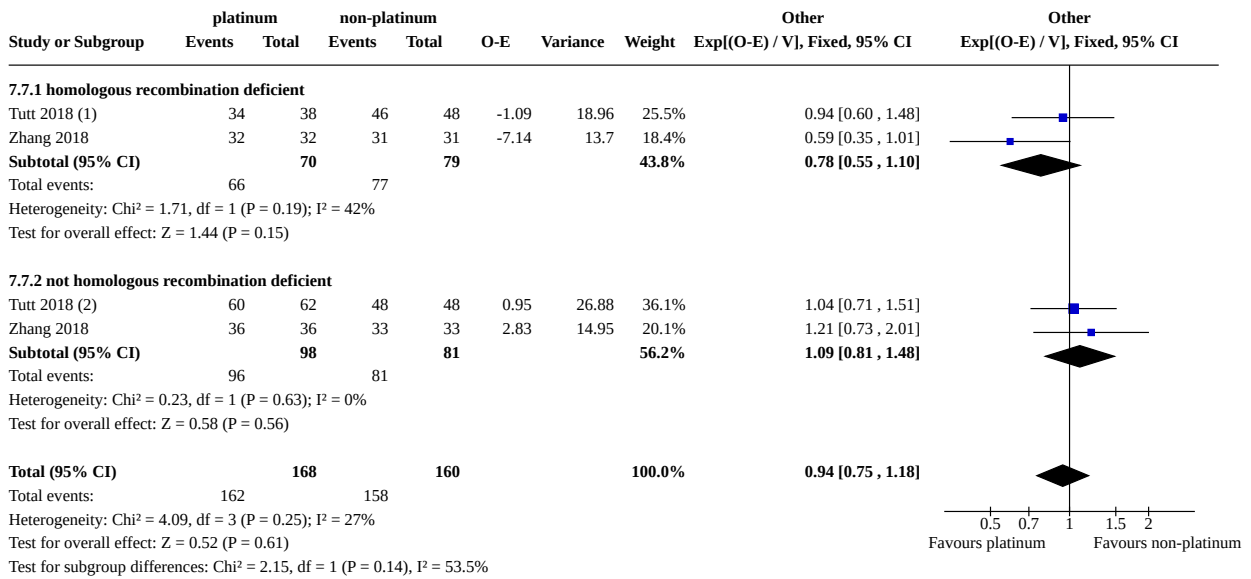 platinum non-platinum Other Other
Study or Subgroup Events Total Events Total O-E Variance Weight Exp[(O-E) / V], Fixed, 95% CI Exp[(O-E) / V], Fixed, 95% CI
7.7.1 homologous recombination deficient
Tutt 2018 (1) 34 38 46 48 -1.09 18.96 25.5% 0.94 [0.60 , 1.48]
Zhang 2018 32 32 31 31 -7.14 13.7 18.4% 0.59 [0.35 , 1.01]
Subtotal (95% CI) 70 79 43.8% 0.78 [0.55 , 1.10]
Total events: 66 77
Heterogeneity: Chi² = 1.71, df = 1 (P = 0.19); I² = 42%
Test for overall effect: Z = 1.44 (P = 0.15)
7.7.2 not homologous recombination deficient
Tutt 2018 (2) 60 62 48 48 0.95 26.88 36.1% 1.04 [0.71 , 1.51]
Zhang 2018 36 36 33 33 2.83 14.95 20.1% 1.21 [0.73 , 2.01]
Subtotal (95% CI) 98 81 56.2% 1.09 [0.81 , 1.48]
Total events: 96 81
Heterogeneity: Chi² = 0.23, df = 1 (P = 0.63); I² = 0%
Test for overall effect: Z = 0.58 (P = 0.56)
Total (95% CI) 168 160 100.0% 0.94 [0.75 , 1.18]
Total events: 162 158
Heterogeneity: Chi² = 4.09, df = 3 (P = 0.25); I² = 27%
Test for overall effect: Z = 0.52 (P = 0.61)
Test for subgroup differences: Chi² = 2.15, df = 1 (P = 0.14), I² = 53.5%
0.5 0.7 1 1.5 2
Favours platinum Favours non-platinum